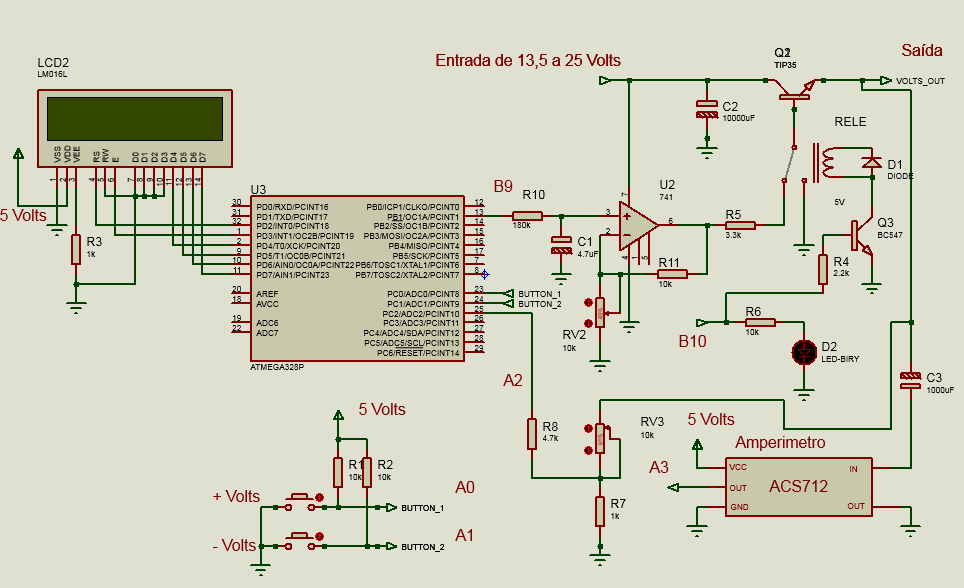 LCD2
LM016L
Entrada de 13,5 a 25 Volts
Q2
TIP35
Saída
VOLTS_OUT
C2
10000uF
RELE
D1
DIODE
5V
VSS
VDD
VEE
RS
RW
E
D0
D1
D2
D3
D4
D5
D6
D7
1
2
3
4
5
6
7
8
9
10
11
12
13
14
5 Volts
R3
1k
U3
30 PD0/RXD/PCINT16
31 PD1/TXD/PCINT17
32 PD2/INT0/PCINT18
1 PD3/INT1/OC2B/PCINT19
2 PD4/T0/XCK/PCINT20
9 PD5/T1/OC0B/PCINT21
10 PD6/AIN0/OC0A/PCINT22
11 PD7/AIN1/PCINT23
20 AREF
18 AVCC
19 ADC6
22 ADC7
PB0/ICP1/CLKO/PCINT0 12
PB1/OC1A/PCINT1 13
PB2/SS/OC1B/PCINT2 14
PB3/MOSI/OC2A/PCINT3 15
PB4/MISO/PCINT4 16
PB5/SCK/PCINT5 17
PB6/TOSC1/XTAL1/PCINT6 7
PB7/TOSC2/XTAL2/PCINT7 8
PC0/ADC0/PCINT8 23
PC1/ADC1/PCINT9 24
PC2/ADC2/PCINT10 25
PC3/ADC3/PCINT11 26
PC4/ADC4/SDA/PCINT12 27
PC5/ADC5/SCL/PCINT13 28
PC6/RESET/PCINT14 29
ATMEGA328P
BUTTON_1
BUTTON_2
B9
R10
180k
C1
4.7uF
U2
741
3
2
7
6
4
1
5
R5
3.3k
R11
10k
RV2
10k
Q3
BC547
R4
2.2k
B10
R6
10k
D2
LED-BIRY
C3
1000uF
A2
R8
4.7k
RV3
10k
R7
1k
5 Volts
Amperimetro
A3
VCC
OUT
GND
ACS712
IN
OUT
5 Volts
R1
10k
R2
10k
+ Volts
A0
BUTTON_1
- Volts
A1
BUTTON_2